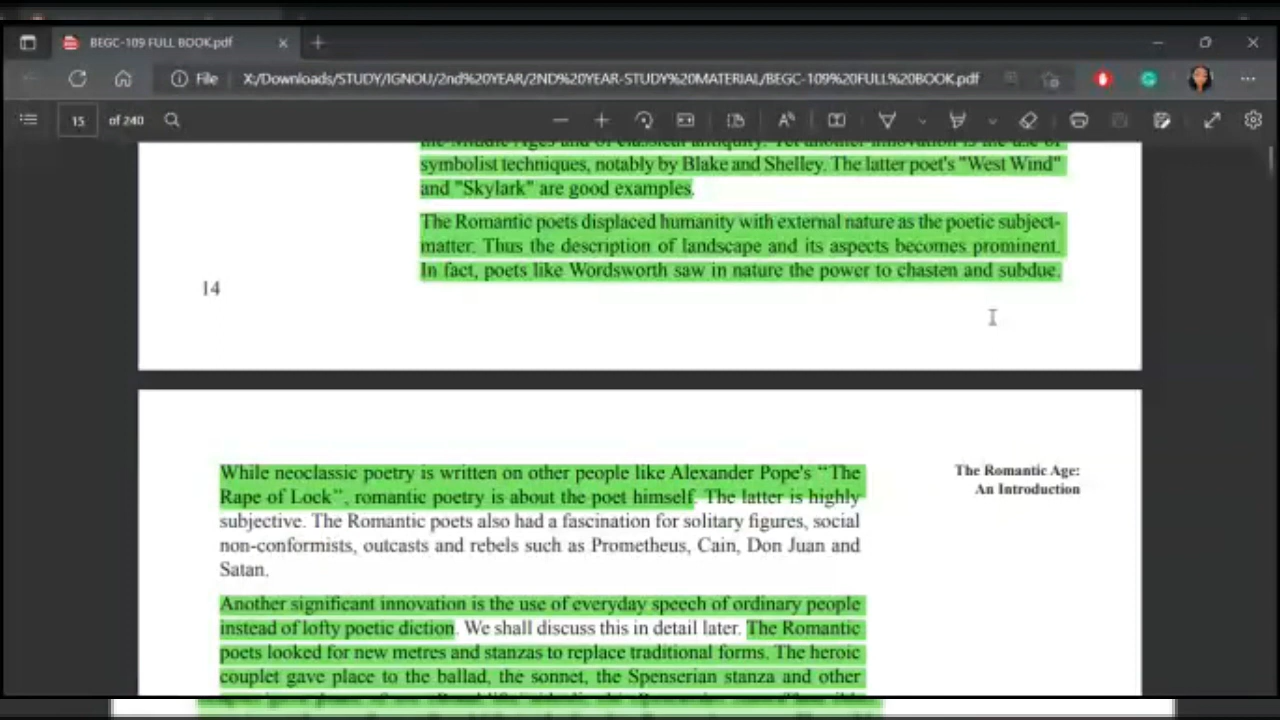 BEGC-109 FULL BOOK.pdf
File X:/Downloads/STUDY/IGNOU/2nd%20YEAR/2ND%20YEAR-STUDY%20MATERIAL/BEGC-109%20FULL%20BOOK.pdf
15 of 240
the Middle Ages and of classical antiquity. Yet another innovation is the use of
symbolist techniques, notably by Blake and Shelley. The latter poet's "West Wind"
and "Skylark" are good examples.
The Romantic poets displaced humanity with external nature as the poetic subject-
matter. Thus the description of landscape and its aspects becomes prominent.
In fact, poets like Wordsworth saw in nature the power to chasten and subdue.
14
The Romantic Age:
An Introduction
While neoclassic poetry is written on other people like Alexander Pope's “The
Rape of Lock”, romantic poetry is about the poet himself. The latter is highly
subjective. The Romantic poets also had a fascination for solitary figures, social
non-conformists, outcasts and rebels such as Prometheus, Cain, Don Juan and
Satan.
Another significant innovation is the use of everyday speech of ordinary people
instead of lofty poetic diction. We shall discuss this in detail later. The Romantic
poets looked for new metres and stanzas to replace traditional forms. The heroic
couplet gave place to the ballad, the sonnet, the Spenserian stanza and other